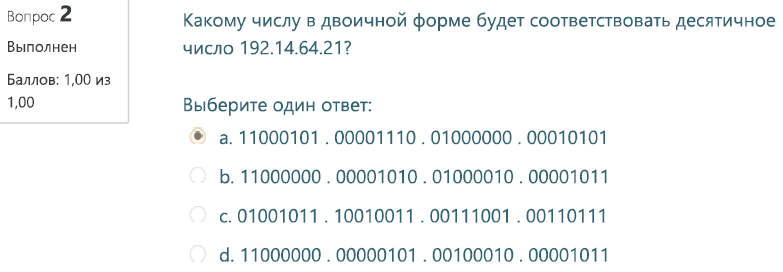 Вопрос 2
Выполнен
Баллов: 1,00 из
1,00
Какому числу в двоичной форме будет соответствовать десятичное
число 192.14.64.21?
Выберите один ответ:
a. 11000101 . 00001110 . 01000000 . 00010101
b. 11000000 . 00001010 . 01000010 . 00001011
c. 01001011 . 10010011 . 00111001 . 00110111
d. 11000000 . 00000101 . 00100010 . 00001011